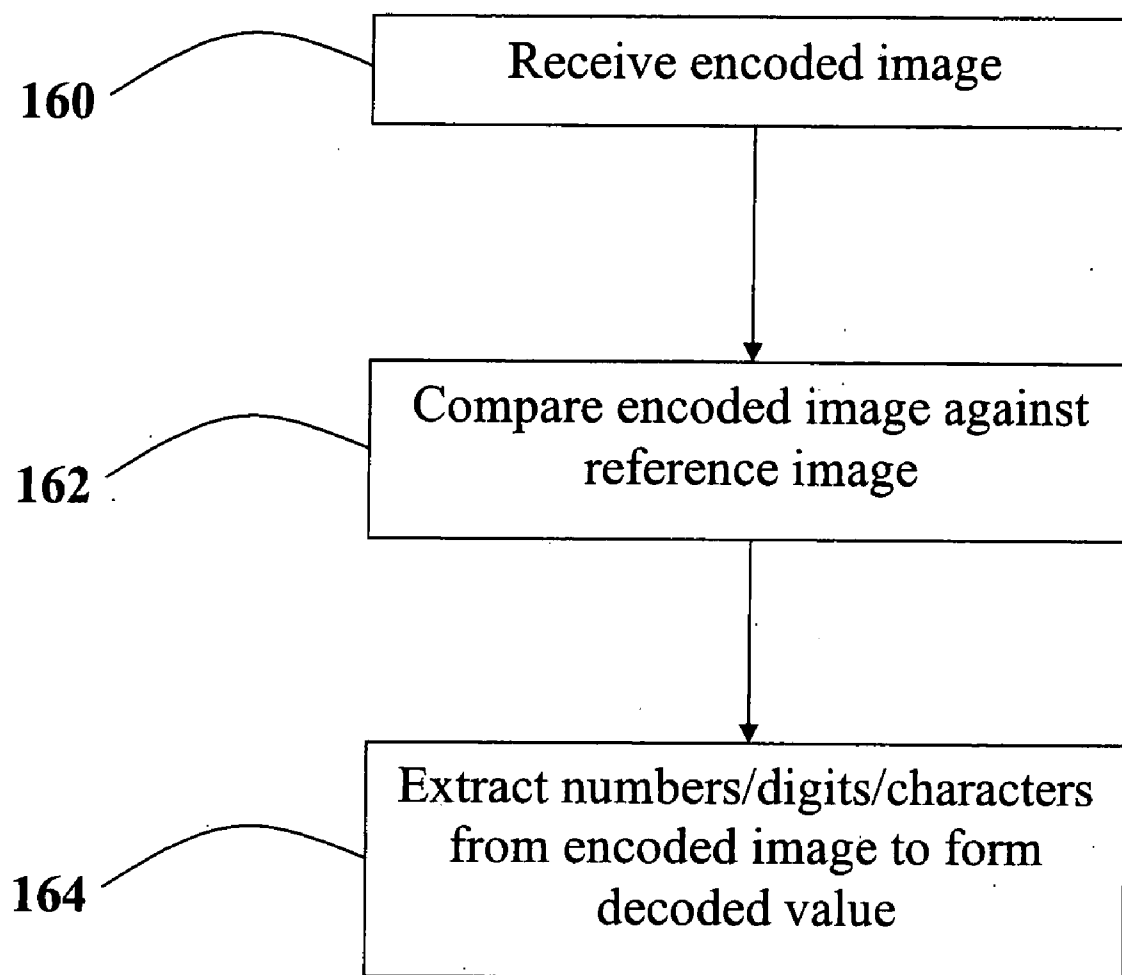 160
Receive encoded image
162
Compare encoded image against
reference image
164
Extract numbers/digits/characters
from encoded image to form
decoded value